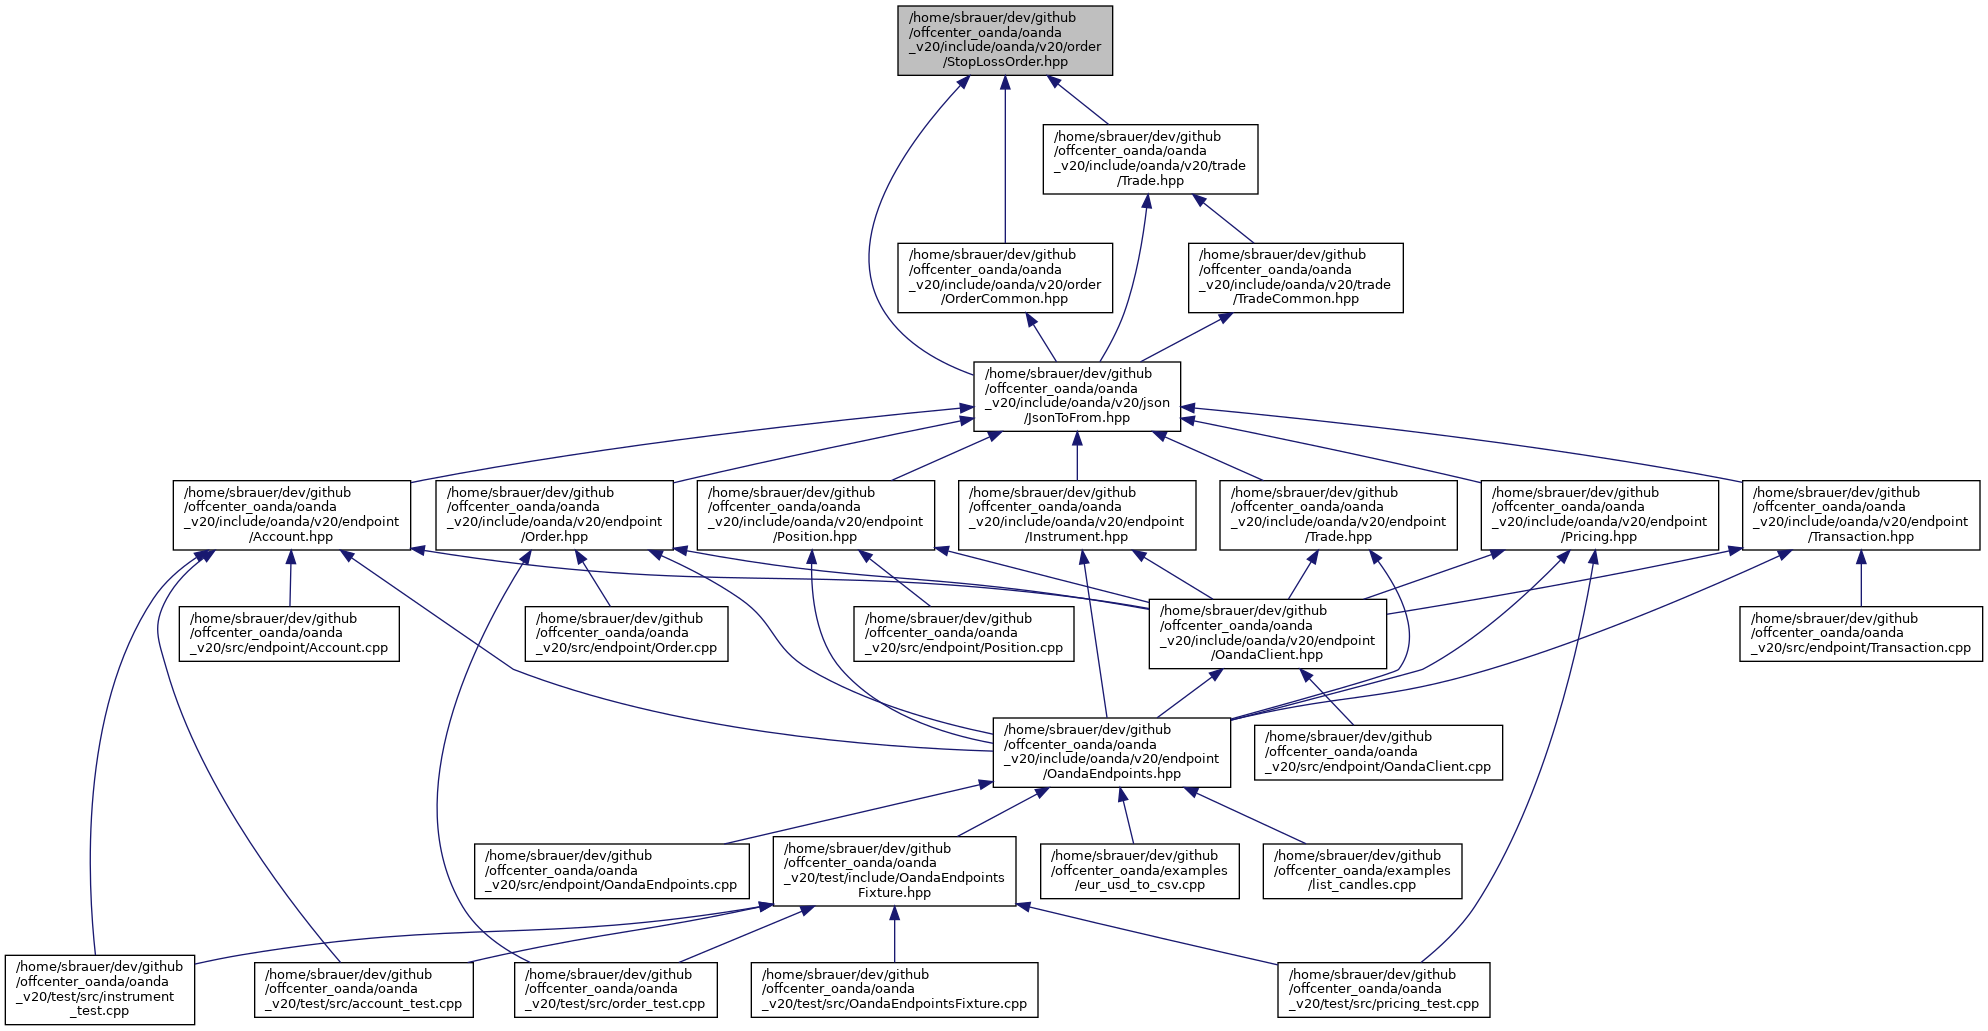 /home/sbrauer/dev/github
/offcenter_oanda/oanda
_v20/include/oanda/v20/order
/StopLossOrder.hpp
/home/sbrauer/dev/github
/offcenter_oanda/oanda
_v20/include/oanda/v20/trade
/Trade.hpp
/home/sbrauer/dev/github
/offcenter_oanda/oanda
_v20/include/oanda/v20/order
/OrderCommon.hpp
/home/sbrauer/dev/github
/offcenter_oanda/oanda
_v20/include/oanda/v20/trade
/TradeCommon.hpp
/home/sbrauer/dev/github
/offcenter_oanda/oanda
_v20/include/oanda/v20/json
/JsonToFrom.hpp
/home/sbrauer/dev/github
/offcenter_oanda/oanda
_v20/include/oanda/v20/endpoint
/Account.hpp
/home/sbrauer/dev/github
/offcenter_oanda/oanda
_v20/include/oanda/v20/endpoint
/Order.hpp
/home/sbrauer/dev/github
/offcenter_oanda/oanda
_v20/include/oanda/v20/endpoint
/Position.hpp
/home/sbrauer/dev/github
/offcenter_oanda/oanda
_v20/include/oanda/v20/endpoint
/Instrument.hpp
/home/sbrauer/dev/github
/offcenter_oanda/oanda
_v20/include/oanda/v20/endpoint
/Trade.hpp
/home/sbrauer/dev/github
/offcenter_oanda/oanda
_v20/include/oanda/v20/endpoint
/Pricing.hpp
/home/sbrauer/dev/github
/offcenter_oanda/oanda
_v20/include/oanda/v20/endpoint
/Transaction.hpp
/home/sbrauer/dev/github
/offcenter_oanda/oanda
_v20/src/endpoint/Account.cpp
/home/sbrauer/dev/github
/offcenter_oanda/oanda
_v20/src/endpoint/Order.cpp
/home/sbrauer/dev/github
/offcenter_oanda/oanda
_v20/src/endpoint/Position.cpp
/home/sbrauer/dev/github
/offcenter_oanda/oanda
_v20/include/oanda/v20/endpoint
/OandaClient.hpp
/home/sbrauer/dev/github
/offcenter_oanda/oanda
_v20/src/endpoint/Transaction.cpp
/home/sbrauer/dev/github
/offcenter_oanda/oanda
_v20/include/oanda/v20/endpoint
/OandaEndpoints.hpp
/home/sbrauer/dev/github
/offcenter_oanda/oanda
_v20/src/endpoint/OandaClient.cpp
/home/sbrauer/dev/github
/offcenter_oanda/oanda
_v20/src/endpoint/OandaEndpoints.cpp
/home/sbrauer/dev/github
/offcenter_oanda/oanda
_v20/test/include/OandaEndpoints
Fixture.hpp
/home/sbrauer/dev/github
/offcenter_oanda/examples
/eur_usd_to_csv.cpp
/home/sbrauer/dev/github
/offcenter_oanda/examples
/list_candles.cpp
/home/sbrauer/dev/github
/offcenter_oanda/oanda
_v20/test/src/instrument
_test.cpp
/home/sbrauer/dev/github
/offcenter_oanda/oanda
_v20/test/src/account_test.cpp
/home/sbrauer/dev/github
/offcenter_oanda/oanda
_v20/test/src/order_test.cpp
/home/sbrauer/dev/github
/offcenter_oanda/oanda
_v20/test/src/OandaEndpointsFixture.cpp
/home/sbrauer/dev/github
/offcenter_oanda/oanda
_v20/test/src/pricing_test.cpp